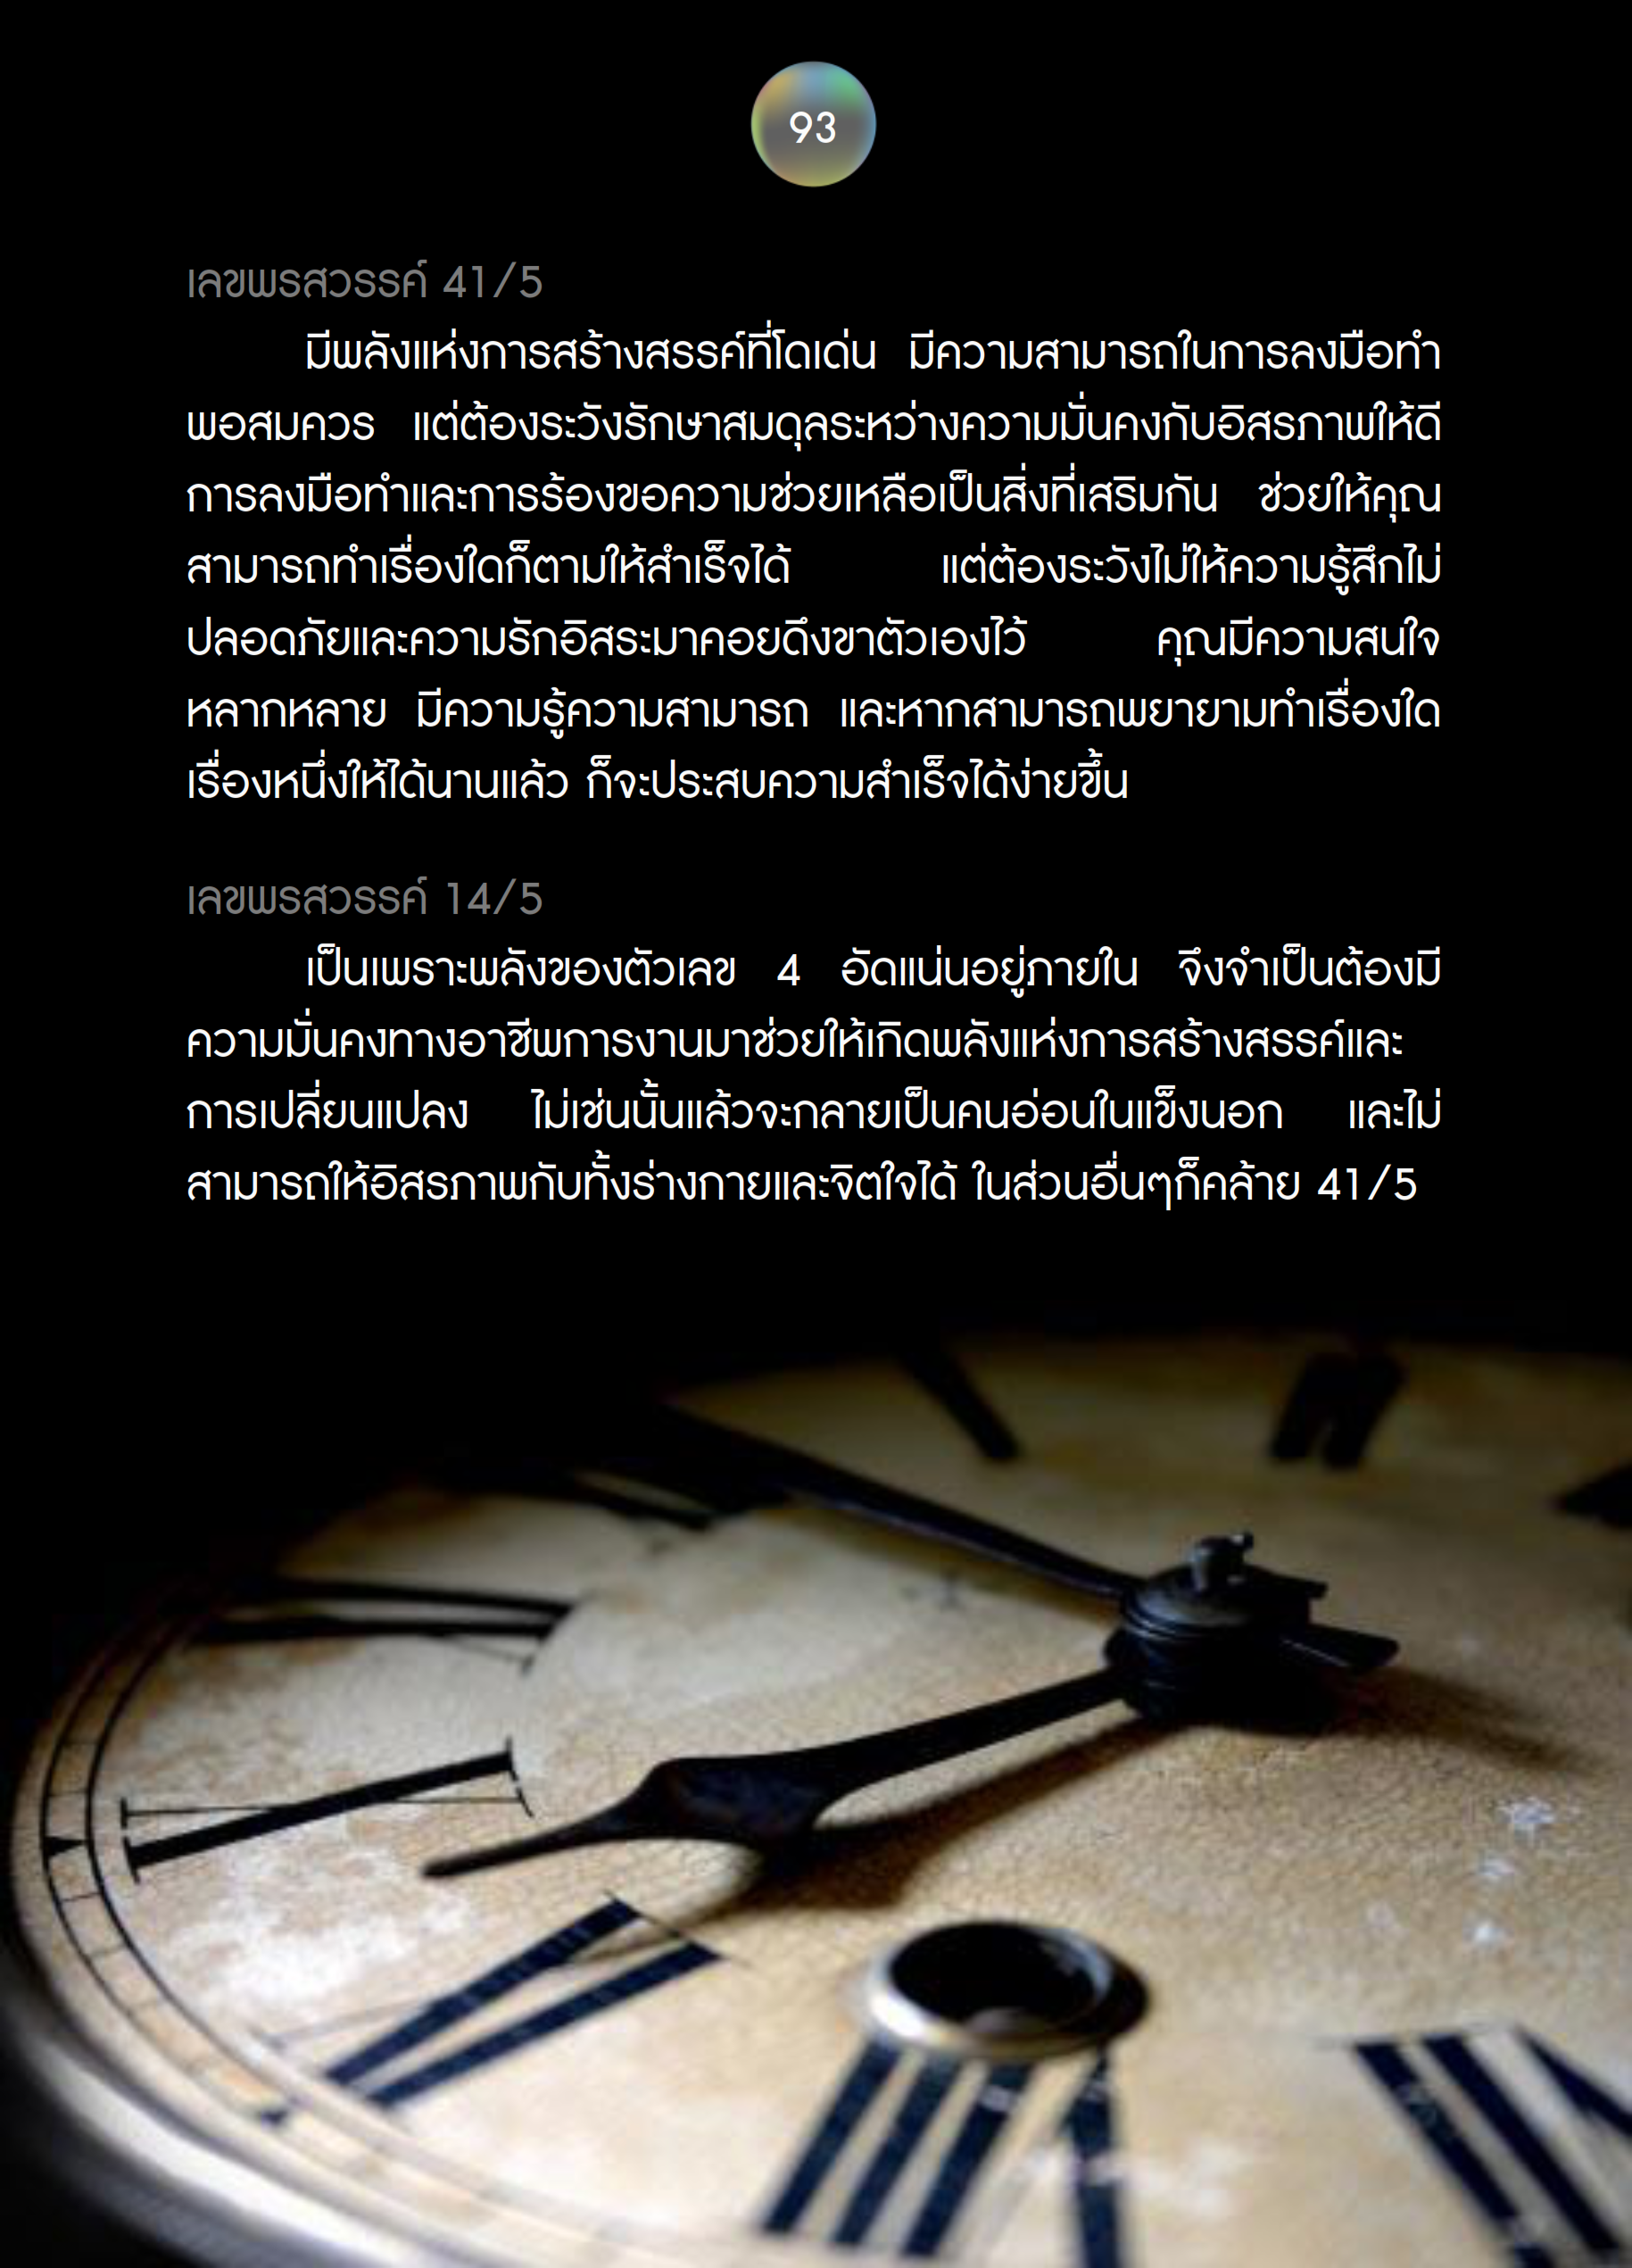 93
เลขพรสวรรค์ 41/5
มีพลังแห่งการสร้างสรรค์ที่โดดเด่น มีความสามารถในการลงมือทำ
พอสมควร แต่ต้องระวังรักษาสมดุลระหว่างความมั่นคงกับอิสรภาพให้ดี
การลงมือทำและการร้องขอความช่วยเหลือเป็นสิ่งที่เสริมกัน ช่วยให้คุณ
สามารถทำเรื่องใดก็ตามให้สำเร็จได้ แต่ต้องระวังไม่ให้ความรู้สึกไม่
ปลอดภัยและความรักอิสระมาคอยดึงขาตัวเองไว้ คุณมีความสนใจ
หลากหลาย มีความรู้ความสามารถ และหากสามารถพยายามทำเรื่องใด
เรื่องหนึ่งให้ได้นานแล้ว ก็จะประสบความสำเร็จได้ง่ายขึ้น
เลขพรสวรรค์ 14/5
เป็นเพราะพลังของตัวเลข 4 อัดแน่นอยู่ภายใน จึงจำเป็นต้องมี
ความมั่นคงทางอาชีพการงานมาช่วยให้เกิดพลังแห่งการสร้างสรรค์และ
การเปลี่ยนแปลง ไม่เช่นนั้นแล้วจะกลายเป็นคนอ่อนในแข็งนอก และไม่
สามารถให้อิสรภาพกับทั้งร่างกายและจิตใจได้ ในส่วนอื่นๆก็คล้าย 41/5